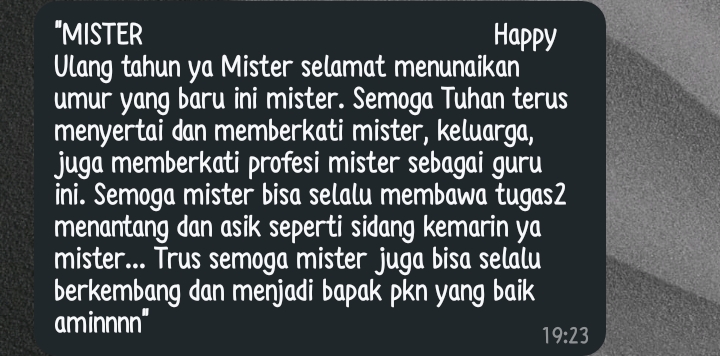 "MISTER Happy
Ulang tahun ya Mister selamat menunaikan
umur yang baru ini mister. Semoga Tuhan terus
menyertai dan memberkati mister, keluarga,
juga memberkati profesi mister sebagai guru
ini. Semoga mister bisa selalu membawa tugas2
menantang dan asik seperti sidang kemarin ya
mister... Trus semoga mister juga bisa selalu
berkembang dan menjadi bapak pkn yang baik
aminnnn"
19:23